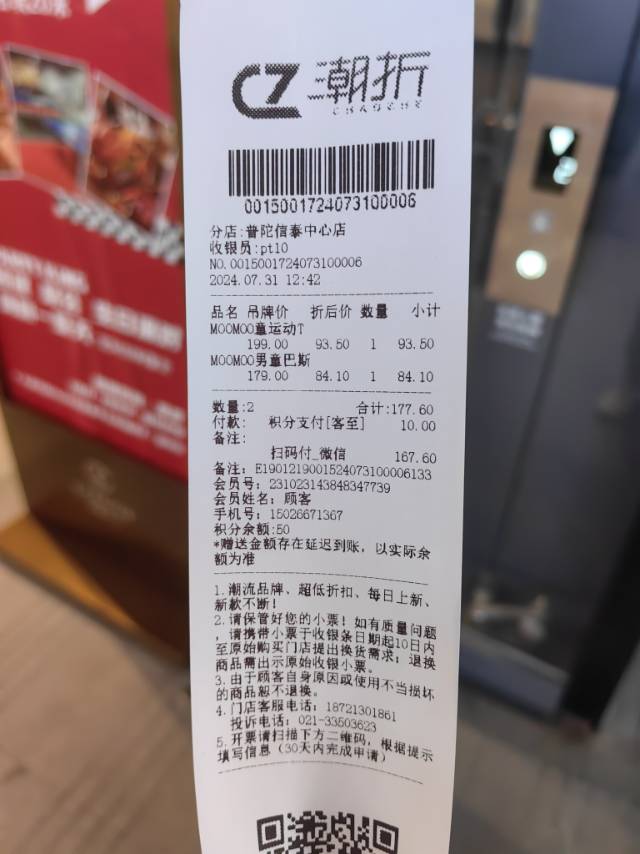 CZ 潮折
CHAOZHE
0015001724073100006
分店:普陀信泰中心店
收银员:pt10
NO.0015001724073100006
2024.07.31 12:42
品名 吊牌价 折后价 数量 小计
MOOMOO童运动T
199.00 93.50 1 93.50
MOOMOO男童巴斯
179.00 84.10 1 84.10
数量:2 合计:177.60
付款: 积分支付[客至] 10.00
备注:
扫码付_微信 167.60
备注: E1901219001524073100006133
会员号: 231023143848347739
会员姓名: 顾客
手机号: 15026671367
积分余额:50
*赠送金额存在延迟到账, 以实际余
额为准
1.潮流品牌、超低折扣、每日上新、
新款不断!
2.请保管好您的小票!如有质量问题
,请携带小票于收银条日期起10日内
至原始购买门店提出换货需求;退换
商品需出示原始收银小票。
3.由于顾客自身原因或使用不当损坏
的商品恕不退换。
4.门店客服电话: 18721301861
投诉电话: 021-33503623
5.开票请扫描下方二维码, 根据提示
填写信息 (30天内完成申请)